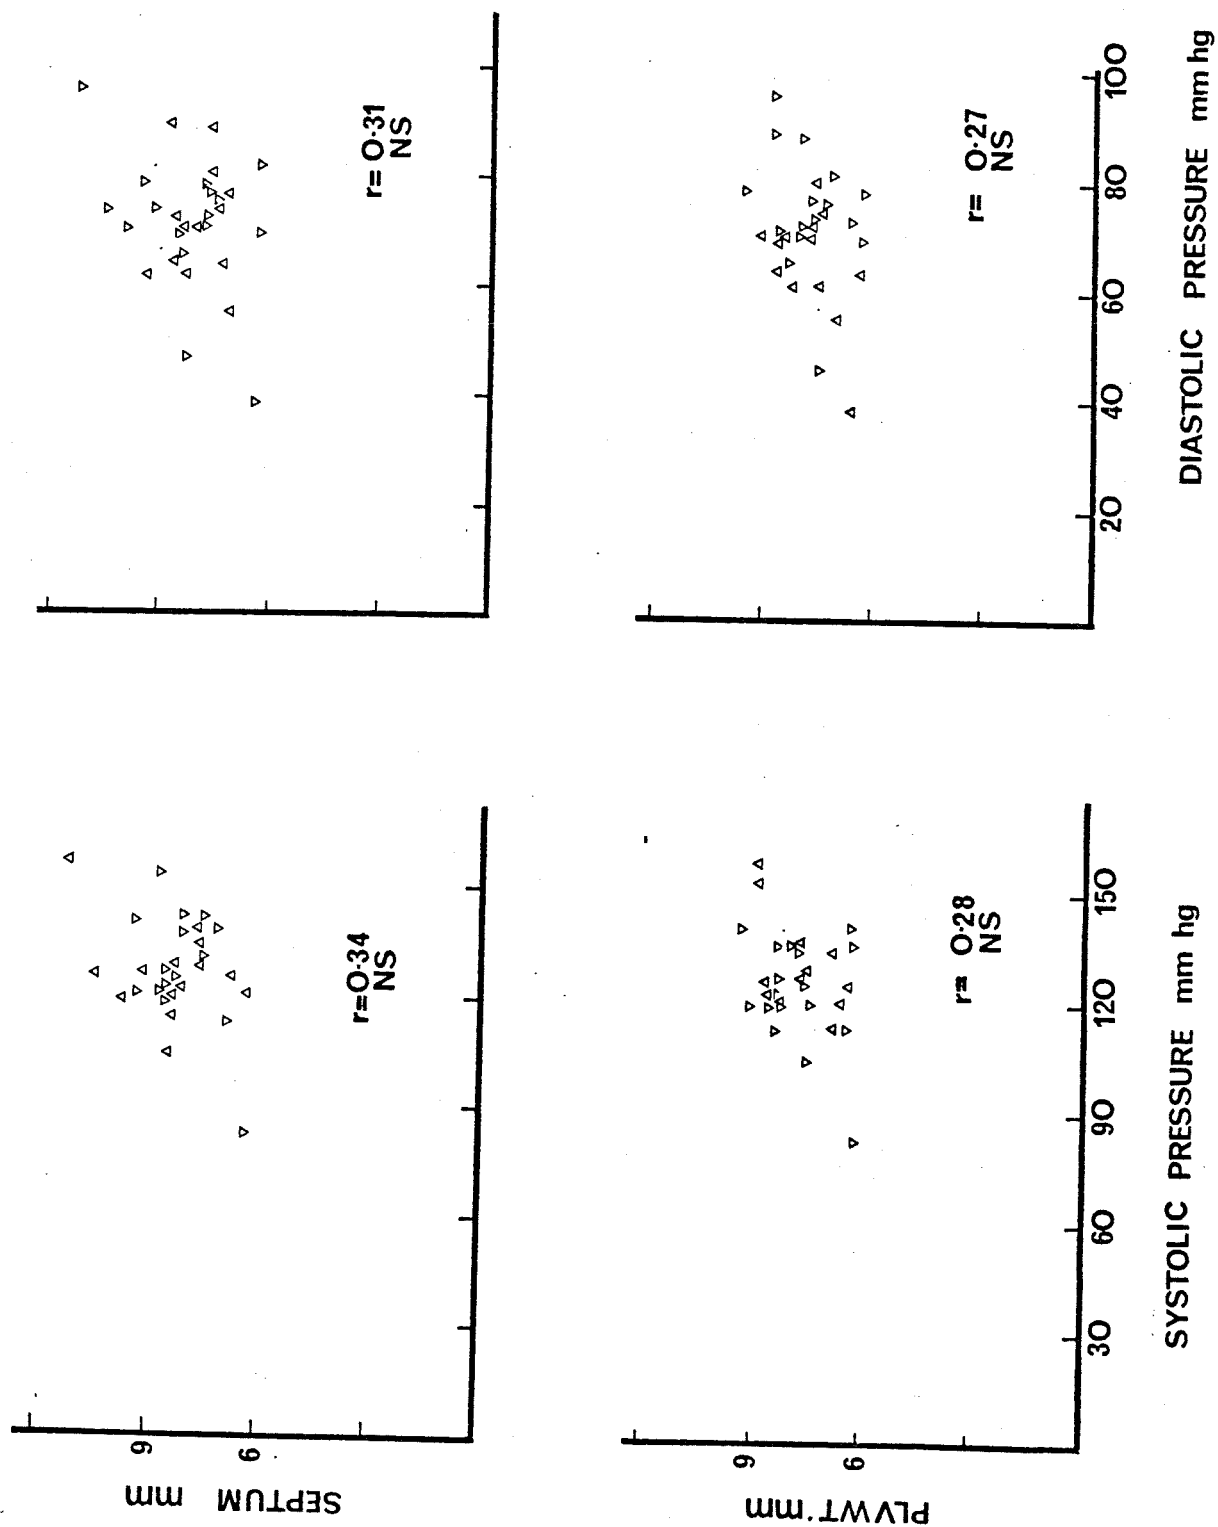 SEPTUM mm
9
6
r=0·34
NS
r= 0·31
NS
PLVWT mm
9
6
r= 0·28
NS
r= 0·27
NS
30 60 90 120 150
SYSTOLIC PRESSURE mm hg
20 40 60 80 100
DIASTOLIC PRESSURE mm hg